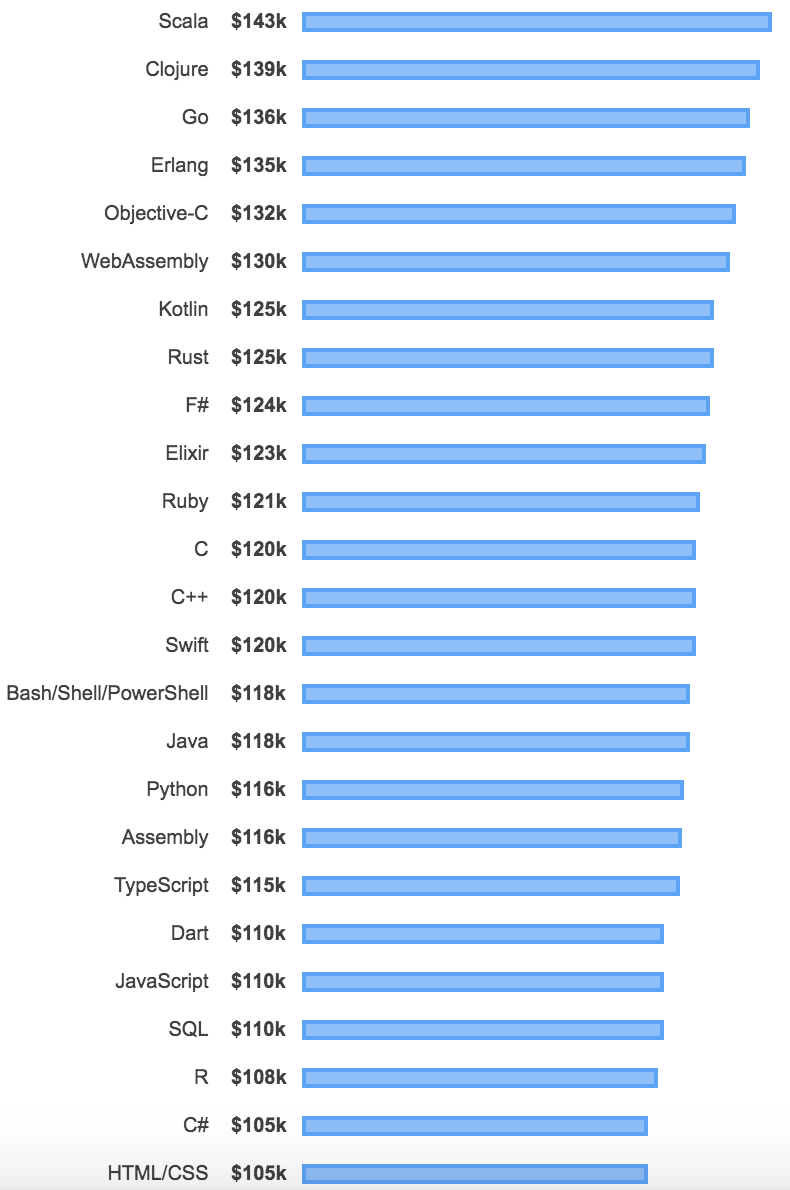 Scala $143k
Clojure $139k
Go $136k
Erlang $135k
Objective-C $132k
WebAssembly $130k
Kotlin $125k
Rust $125k
F# $124k
Elixir $123k
Ruby $121k
C $120k
C++ $120k
Swift $120k
Bash/Shell/PowerShell $118k
Java $118k
Python $116k
Assembly $116k
TypeScript $115k
Dart $110k
JavaScript $110k
SQL $110k
R $108k
C# $105k
HTML/CSS $105k